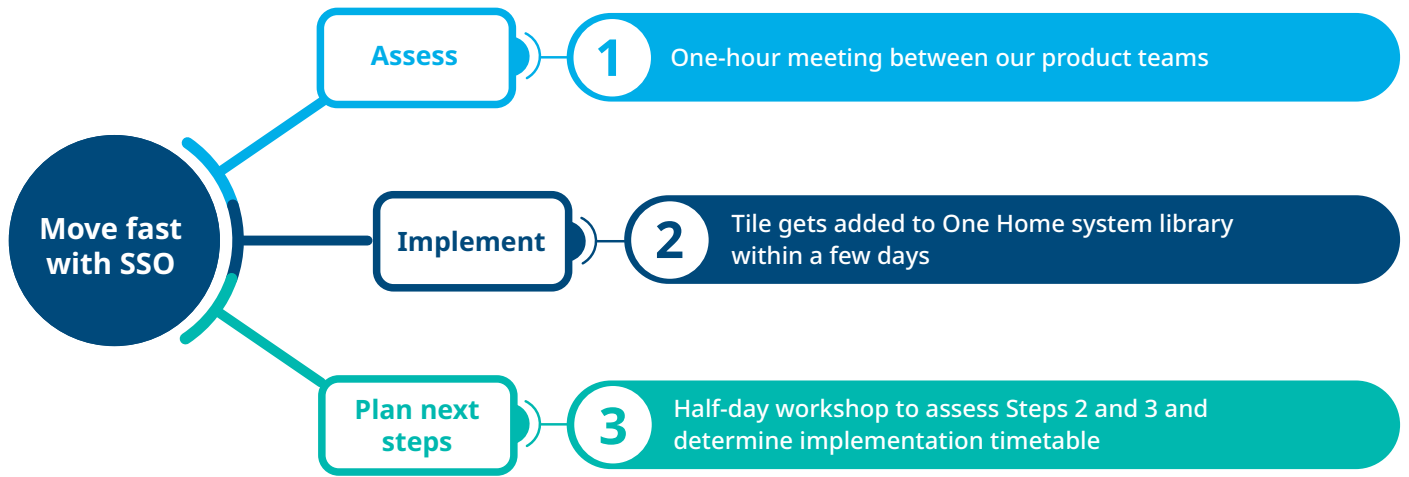 Move fast
with SSO
Assess
1
One-hour meeting between our product teams
Implement
2
Tile gets added to One Home system library
within a few days
Plan next
steps
3
Half-day workshop to assess Steps 2 and 3 and
determine implementation timetable